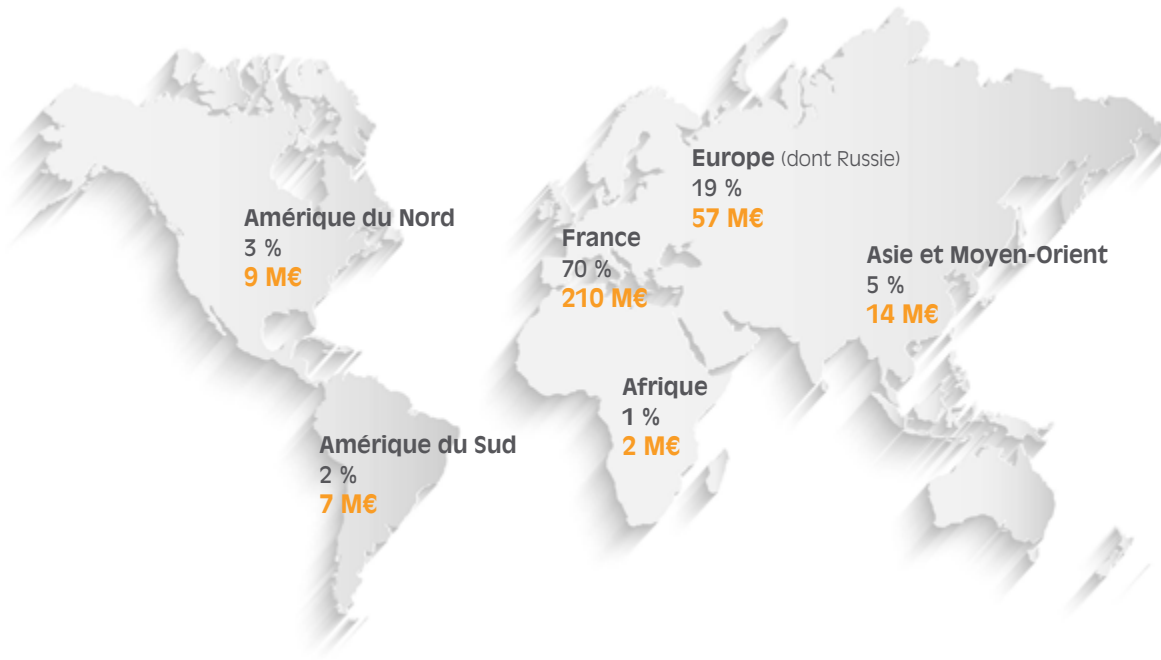 Europe (dont Russie)
19 %
57 M€
Amérique du Nord
3 %
9 M€
France
70 %
210 M€
Asie et Moyen-Orient
5 %
14 M€
Afrique
1 %
2 M€
Amérique du Sud
2 %
7 M€